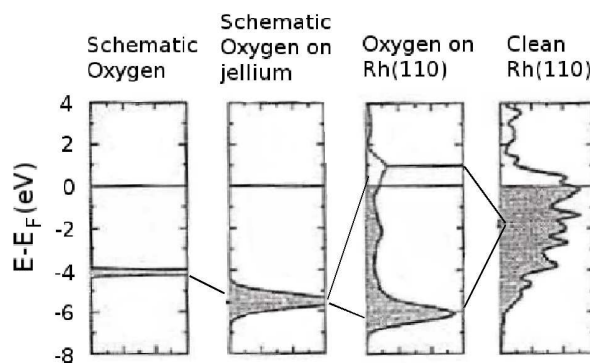 Schematic
Oxygen
Schematic
Oxygen on
jellium
Oxygen on
Rh(110)
Clean
Rh(110)
E-E_F(eV)
4
2
0
-2
-4
-6
-8